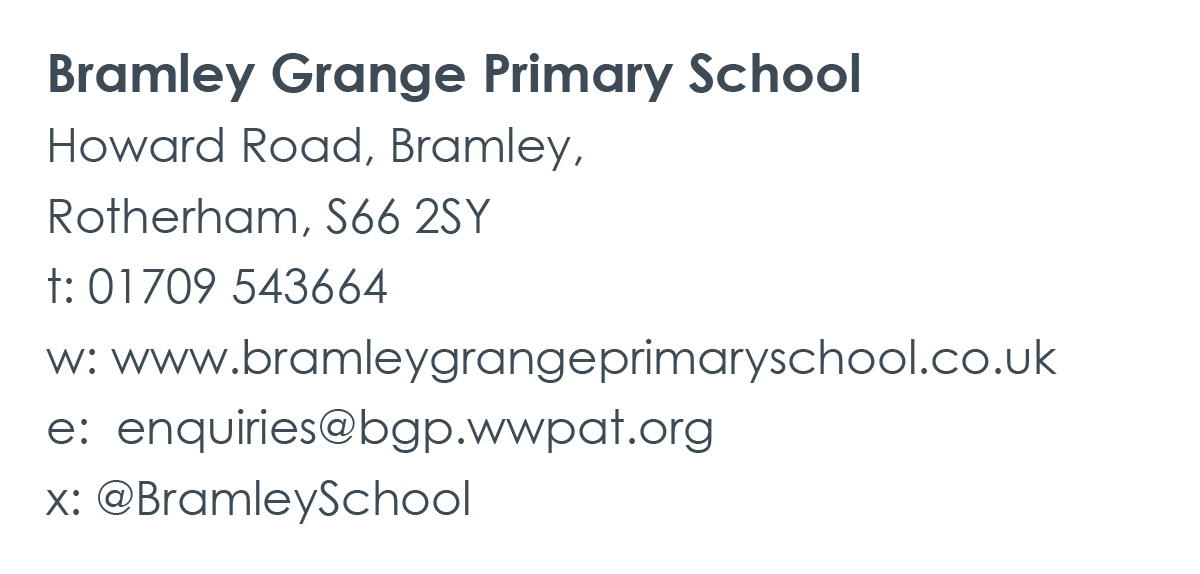 Bramley Grange Primary School
Howard Road, Bramley,
Rotherham, S66 2SY
t: 01709 543664
w: www.bramleygrangeprimaryschool.co.uk
e:  enquiries@bgp.wwpat.org
x: @BramleySchool